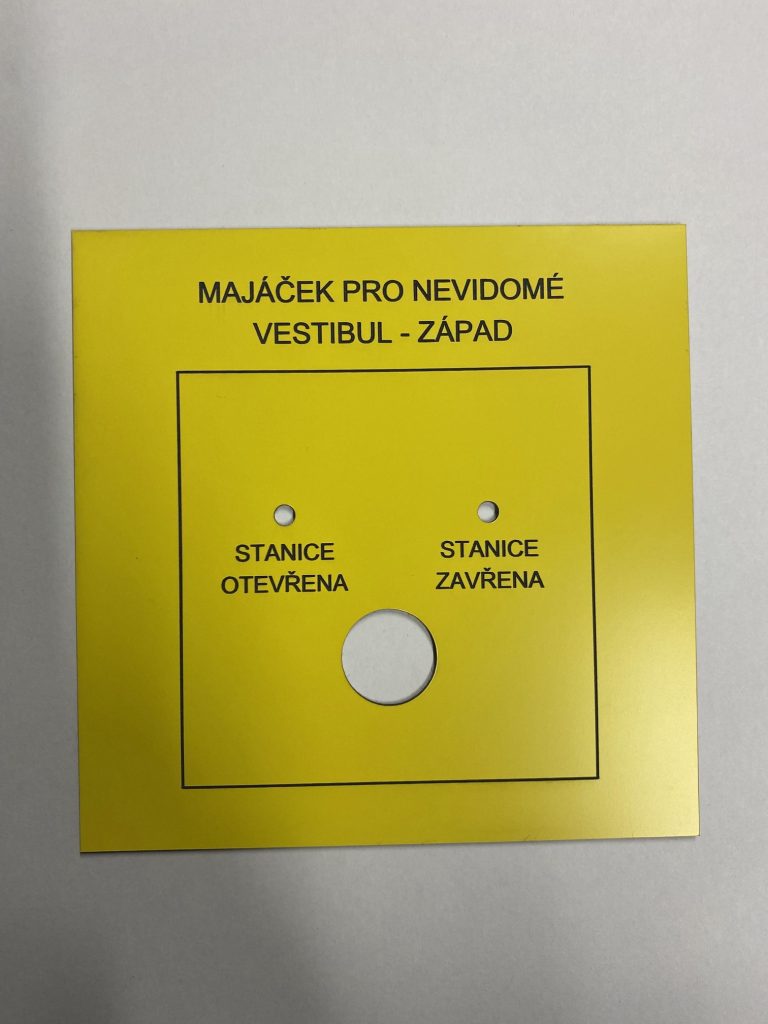 MAJÁČEK PRO NEVIDOMÉ
VESTIBUL - ZÁPAD
STANICE
OTEVŘENA
STANICE
ZAVŘENA